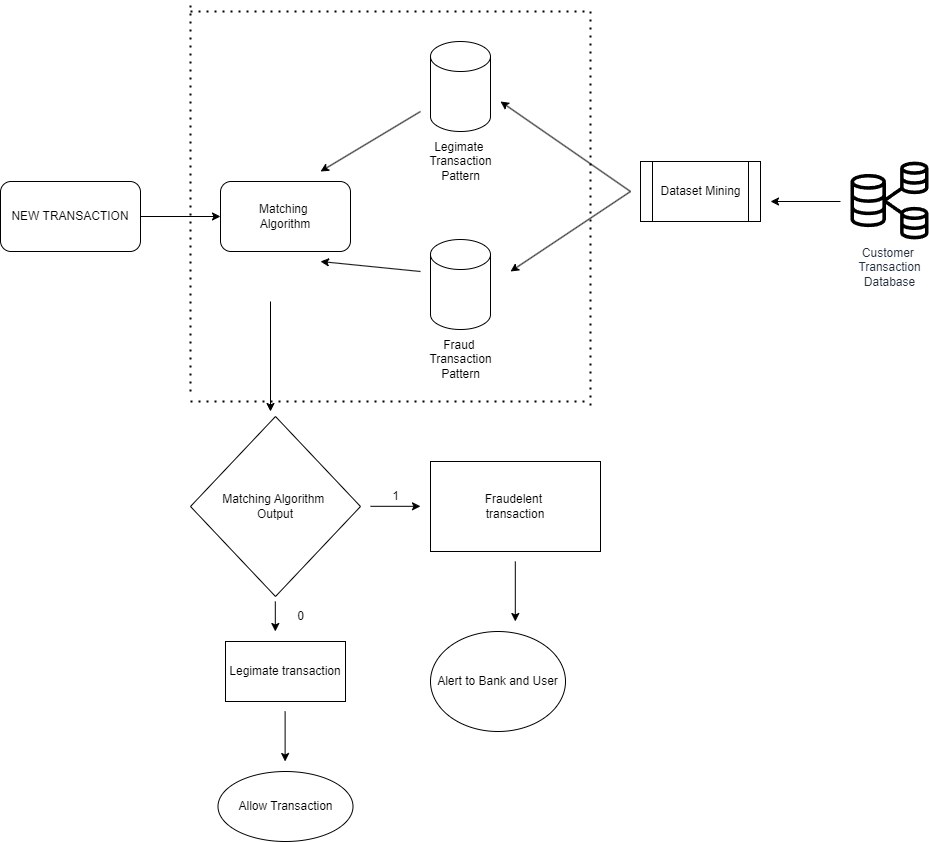 Legimate
Transaction
Pattern
NEW TRANSACTION
Matching
Algorithm
Dataset Mining
Customer
Transaction
Database
Fraud
Transaction
Pattern
Matching Algorithm
Output
1
Fraudelent
transaction
0
Legimate transaction
Alert to Bank and User
Allow Transaction